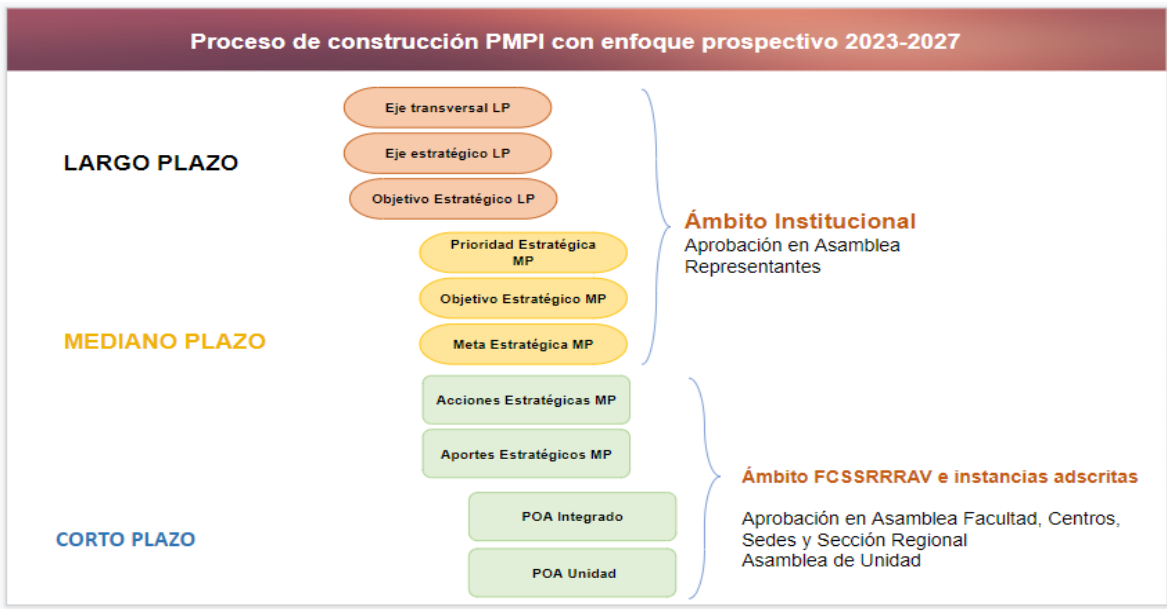 Proceso de construcción PMPI con enfoque prospectivo 2023-2027
LARGO PLAZO
Eje transversal LP
Eje estratégico LP
Objetivo Estratégico LP
Prioridad Estratégica
MP
Objetivo Estratégico MP
MEDIANO PLAZO
Meta Estratégica MP
Ámbito Institucional
Aprobación en Asamblea
Representantes
Acciones Estratégicas MP
Aportes Estratégicos MP
CORTO PLAZO
POA Integrado
POA Unidad
Ámbito FCSSRRRAV e instancias adscritas
Aprobación en Asamblea Facultad, Centros,
Sedes y Sección Regional
Asamblea de Unidad